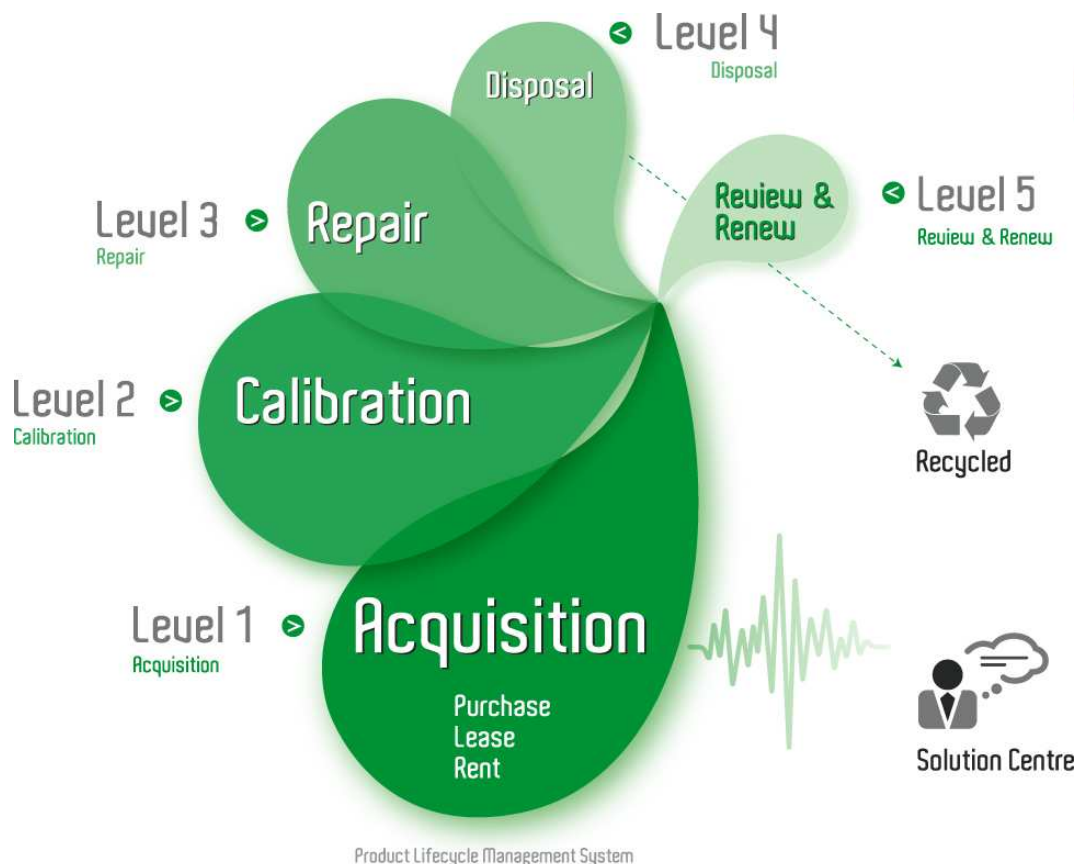 Level 4
Disposal
Disposal
Review &
Renew
Level 5
Review & Renew
Level 3
Repair
Repair
Level 2
Calibration
Calibration
Recycled
Level 1
Acquisition
Acquisition
Purchase
Lease
Rent
Solution Centre
Product Lifecycle Management System